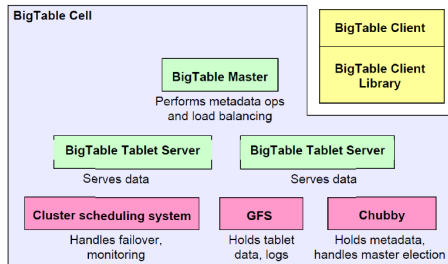 BigTable Cell
BigTable Client
BigTable Client
Library
BigTable Master
Performs metadata ops
and load balancing
BigTable Tablet Server
BigTable Tablet Server
Serves data
Serves data
Cluster scheduling system
GFS
Chubby
Handles failover,
monitoring
Holds tablet
data, logs
Holds metadata,
handles master election